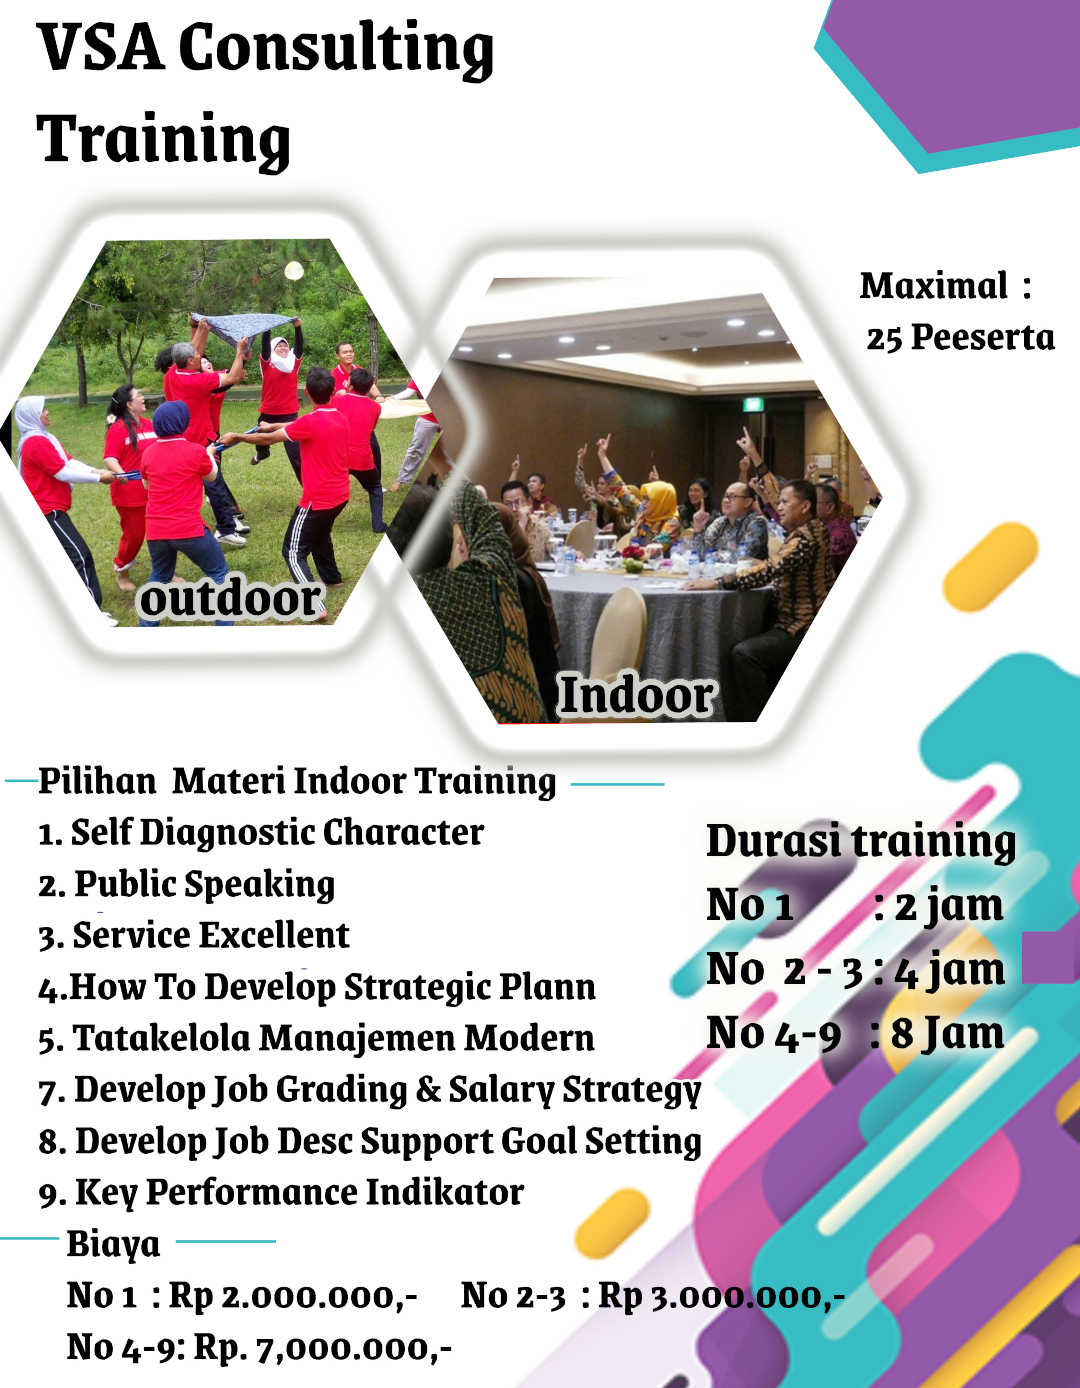 VSA Consulting
Training
Maximal :
25 Peeserta
outdoor
Indoor
Pilihan Materi Indoor Training
1. Self Diagnostic Character
2. Public Speaking
3. Service Excellent
4.How To Develop Strategic Plann
5. Tatakelola Manajemen Modern
7. Develop Job Grading & Salary Strategy
8. Develop Job Desc Support Goal Setting
9. Key Performance Indikator
Durasi training
No 1 : 2 jam
No 2 - 3 : 4 jam
No 4-9 : 8 Jam
Biaya
No 1 : Rp 2.000.000,- No 2-3 : Rp 3.000.000,-
No 4-9: Rp. 7,000.000,-